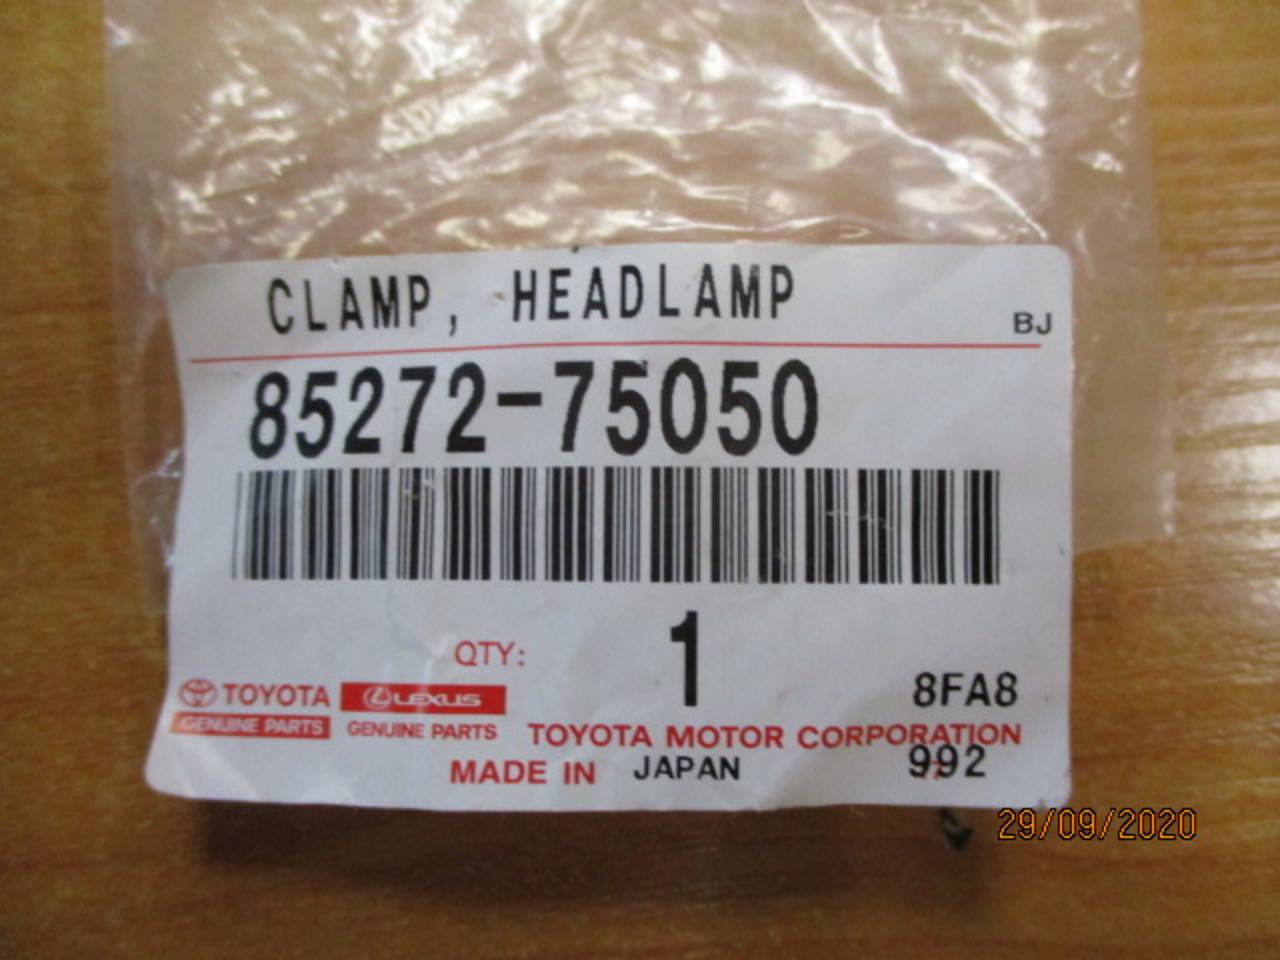 CLAMP, HEADLAMP
BJ
85272-75050
QTY: 1
8FA8
TOYOTA LEXUS
GENUINE PARTS GENUINE PARTS
TOYOTA MOTOR CORPORATION
MADE IN JAPAN
992
29/09/2020